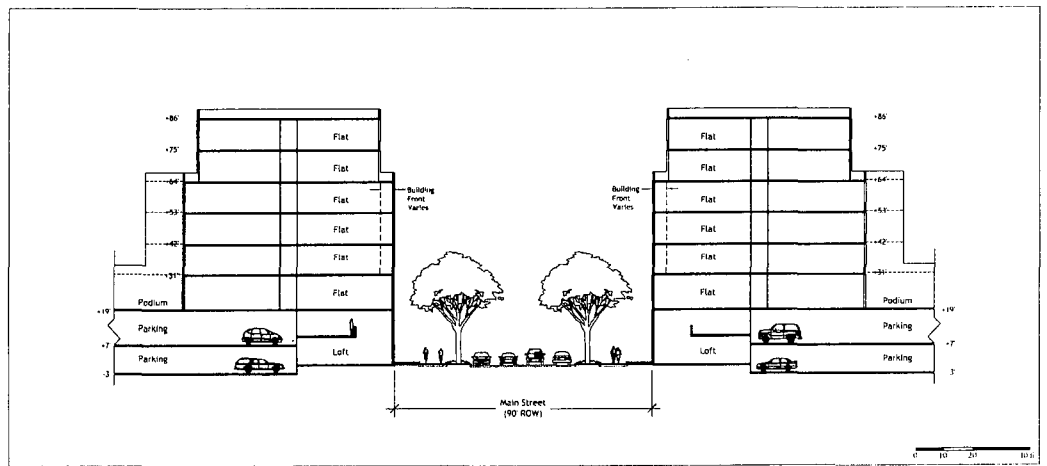 +86'
+75'
+64'
+53'
+42'
+31'
+19'
+7'
-3'
Flat
Flat
Flat
Flat
Flat
Flat
Podium
Parking
Parking
Loft
Building
Front
Varies
Main Street
(90' ROW)
Building
Front
Varies
Flat
Flat
Flat
Flat
Flat
Flat
Loft
Podium
Parking
Parking
+86'
+75'
+64'
+53'
+42'
+31'
+19'
+7'
3'
0 10 20